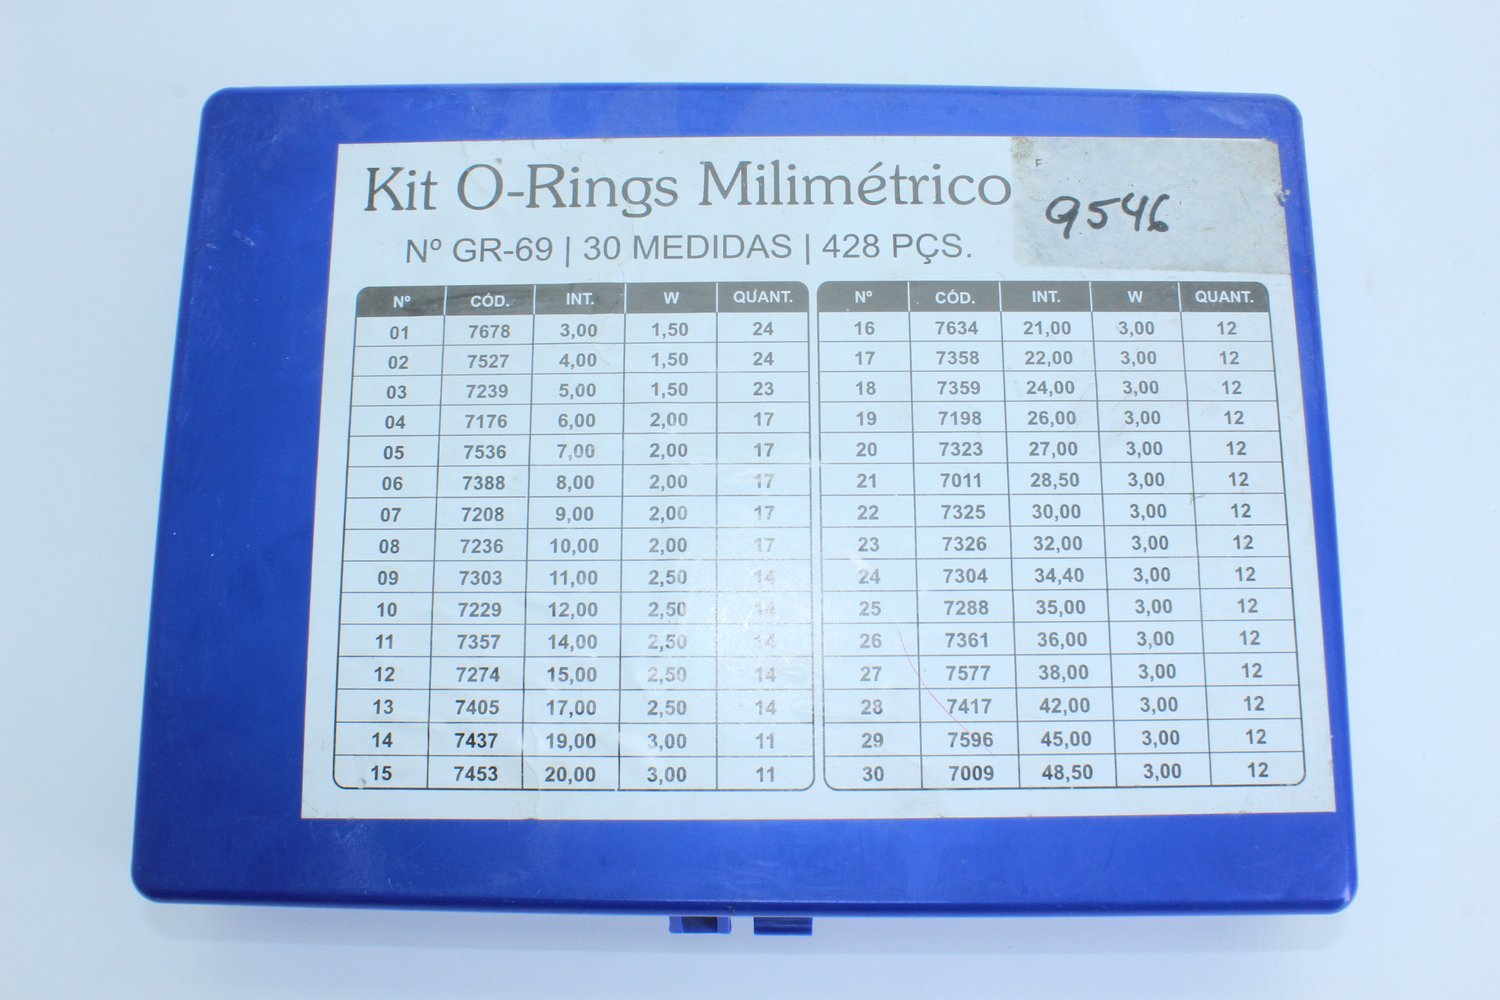 Kit O-Rings Milimétrico
9546
Nº GR-69 | 30 MEDIDAS | 428 PÇS.
Nº CÓD. INT. W QUANT.
01 7678 3,00 1,50 24
02 7527 4,00 1,50 24
03 7239 5,00 1,50 23
04 7176 6,00 2,00 17
05 7536 7,00 2,00 17
06 7388 8,00 2,00 17
07 7208 9,00 2,00 17
08 7236 10,00 2,00 17
09 7303 11,00 2,50 14
10 7229 12,00 2,50 14
11 7357 14,00 2,50 14
12 7274 15,00 2,50 14
13 7405 17,00 2,50 14
14 7437 19,00 3,00 11
15 7453 20,00 3,00 11
Nº CÓD. INT. W QUANT.
16 7634 21,00 3,00 12
17 7358 22,00 3,00 12
18 7359 24,00 3,00 12
19 7198 26,00 3,00 12
20 7323 27,00 3,00 12
21 7011 28,50 3,00 12
22 7325 30,00 3,00 12
23 7326 32,00 3,00 12
24 7304 34,40 3,00 12
25 7288 35,00 3,00 12
26 7361 36,00 3,00 12
27 7577 38,00 3,00 12
28 7417 42,00 3,00 12
29 7596 45,00 3,00 12
30 7009 48,50 3,00 12